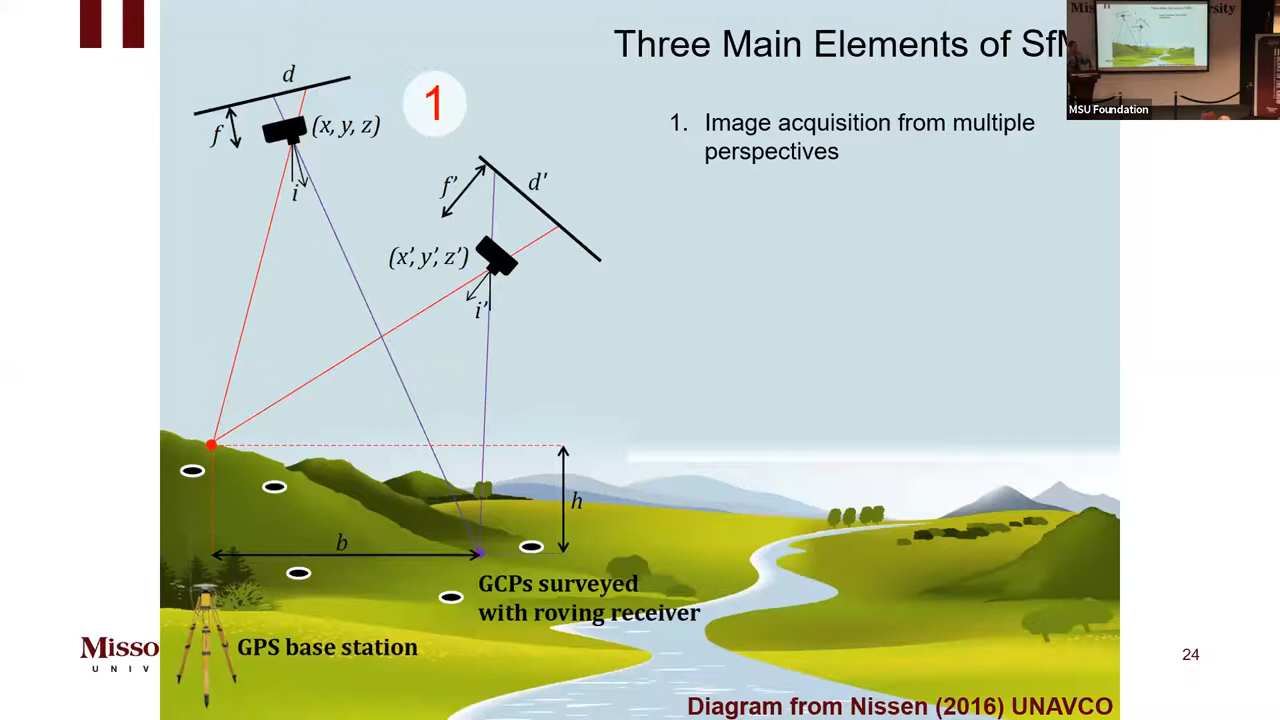 Three Main Elements of SfM
1
1. Image acquisition from multiple
perspectives
d
f
(x, y, z)
i
f'
d'
(x', y', z')
i'
h
b
GCPs surveyed
with roving receiver
GPS base station
Diagram from Nissen (2016) UNAVCO
MSU Foundation
Misso
UNIV
24